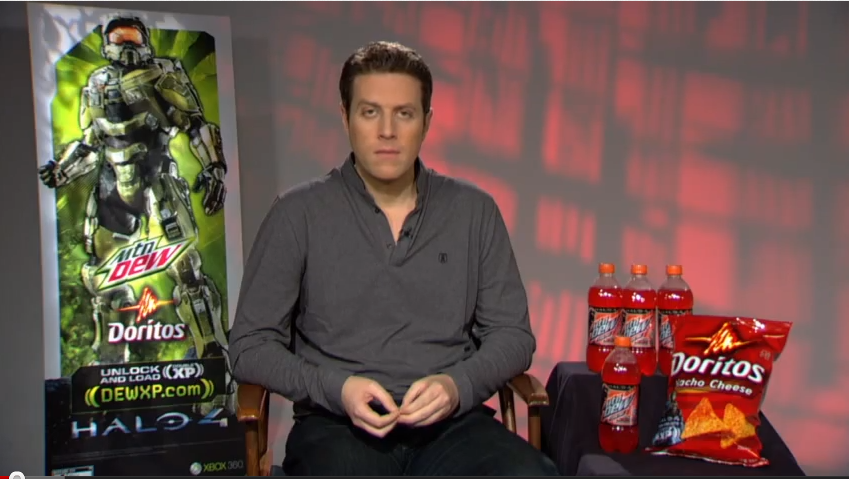 Mtn
DEW
Doritos
UNLOCK
AND LOAD
XP
DEWXP.com
HALO 4
XBOX 360
Doritos
Nacho Cheese